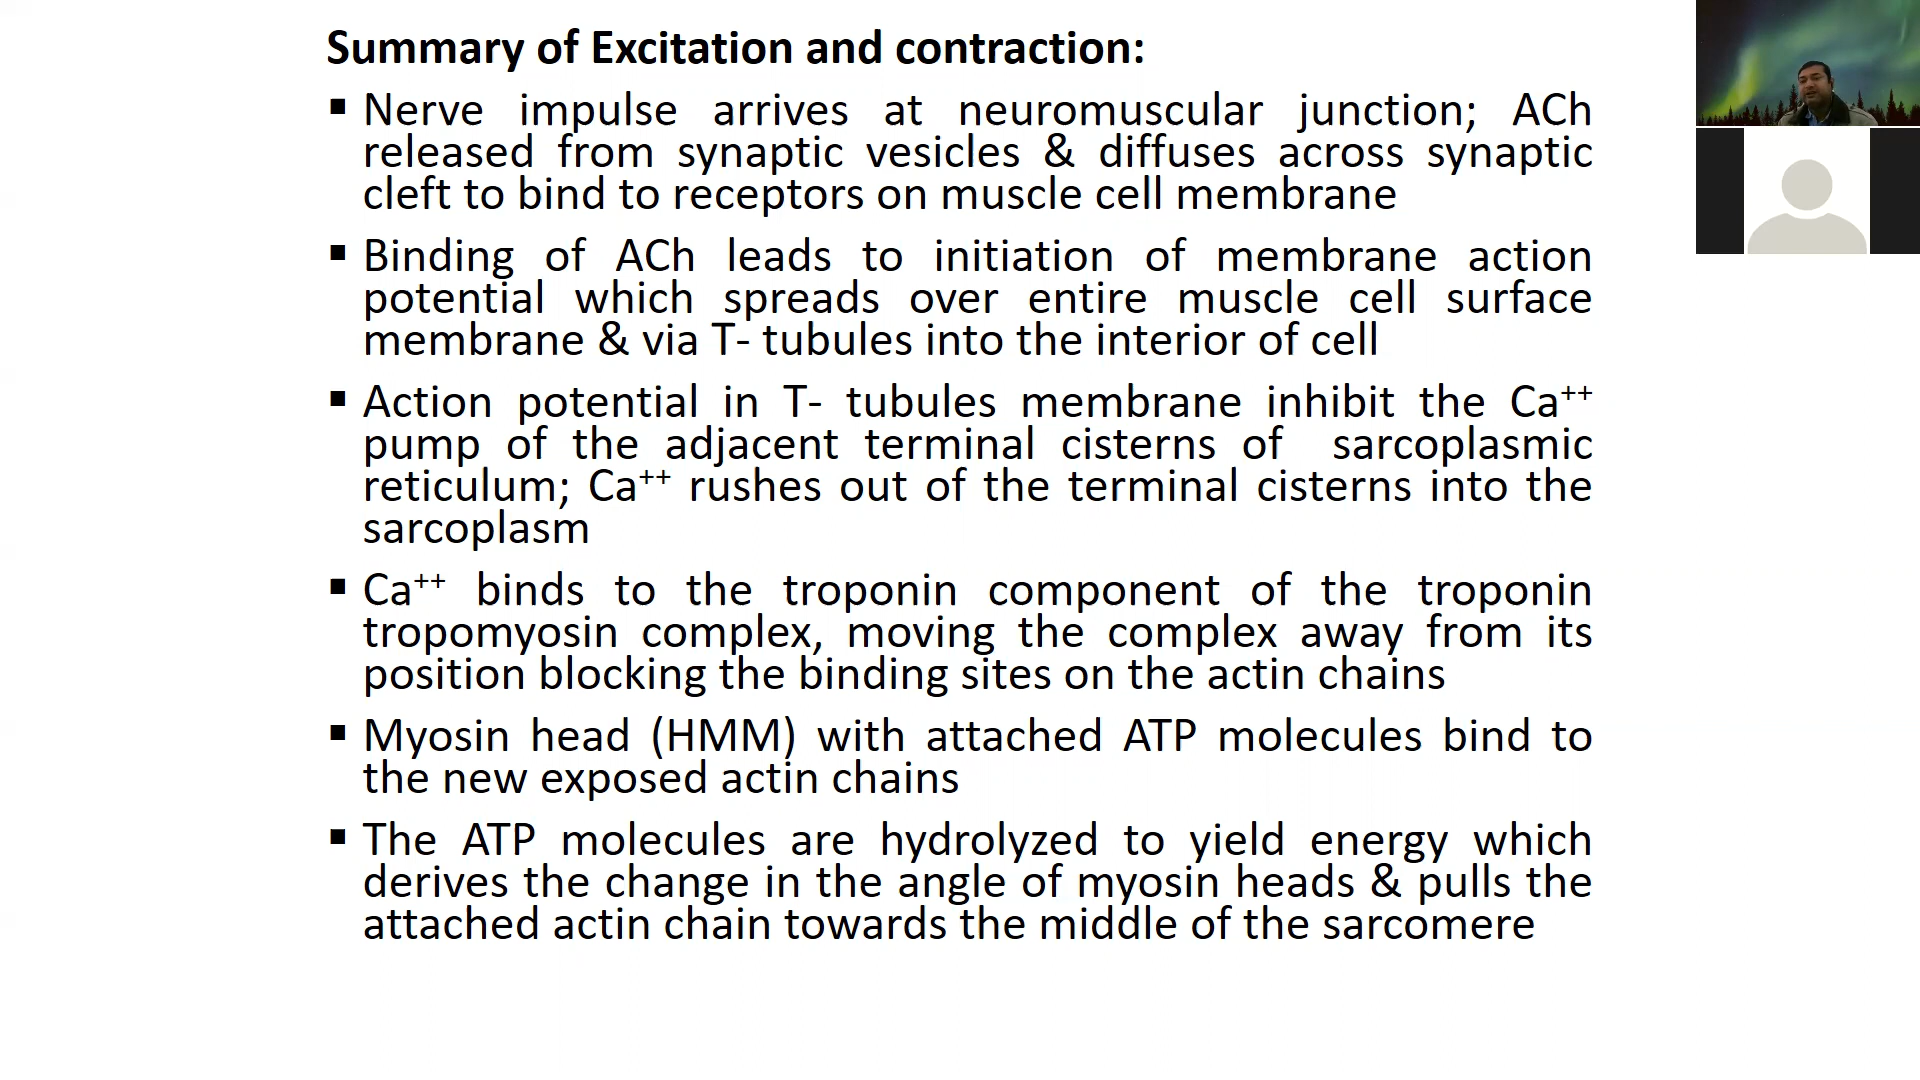 Summary of Excitation and contraction:
▪ Nerve impulse arrives at neuromuscular junction; ACh
released from synaptic vesicles & diffuses across synaptic
cleft to bind to receptors on muscle cell membrane
▪ Binding of ACh leads to initiation of membrane action
potential which spreads over entire muscle cell surface
membrane & via T- tubules into the interior of cell
▪ Action potential in T- tubules membrane inhibit the Ca⁺⁺
pump of the adjacent terminal cisterns of sarcoplasmic
reticulum; Ca⁺⁺ rushes out of the terminal cisterns into the
sarcoplasm
▪ Ca⁺⁺ binds to the troponin component of the troponin
tropomyosin complex, moving the complex away from its
position blocking the binding sites on the actin chains
▪ Myosin head (HMM) with attached ATP molecules bind to
the new exposed actin chains
▪ The ATP molecules are hydrolyzed to yield energy which
derives the change in the angle of myosin heads & pulls the
attached actin chain towards the middle of the sarcomere